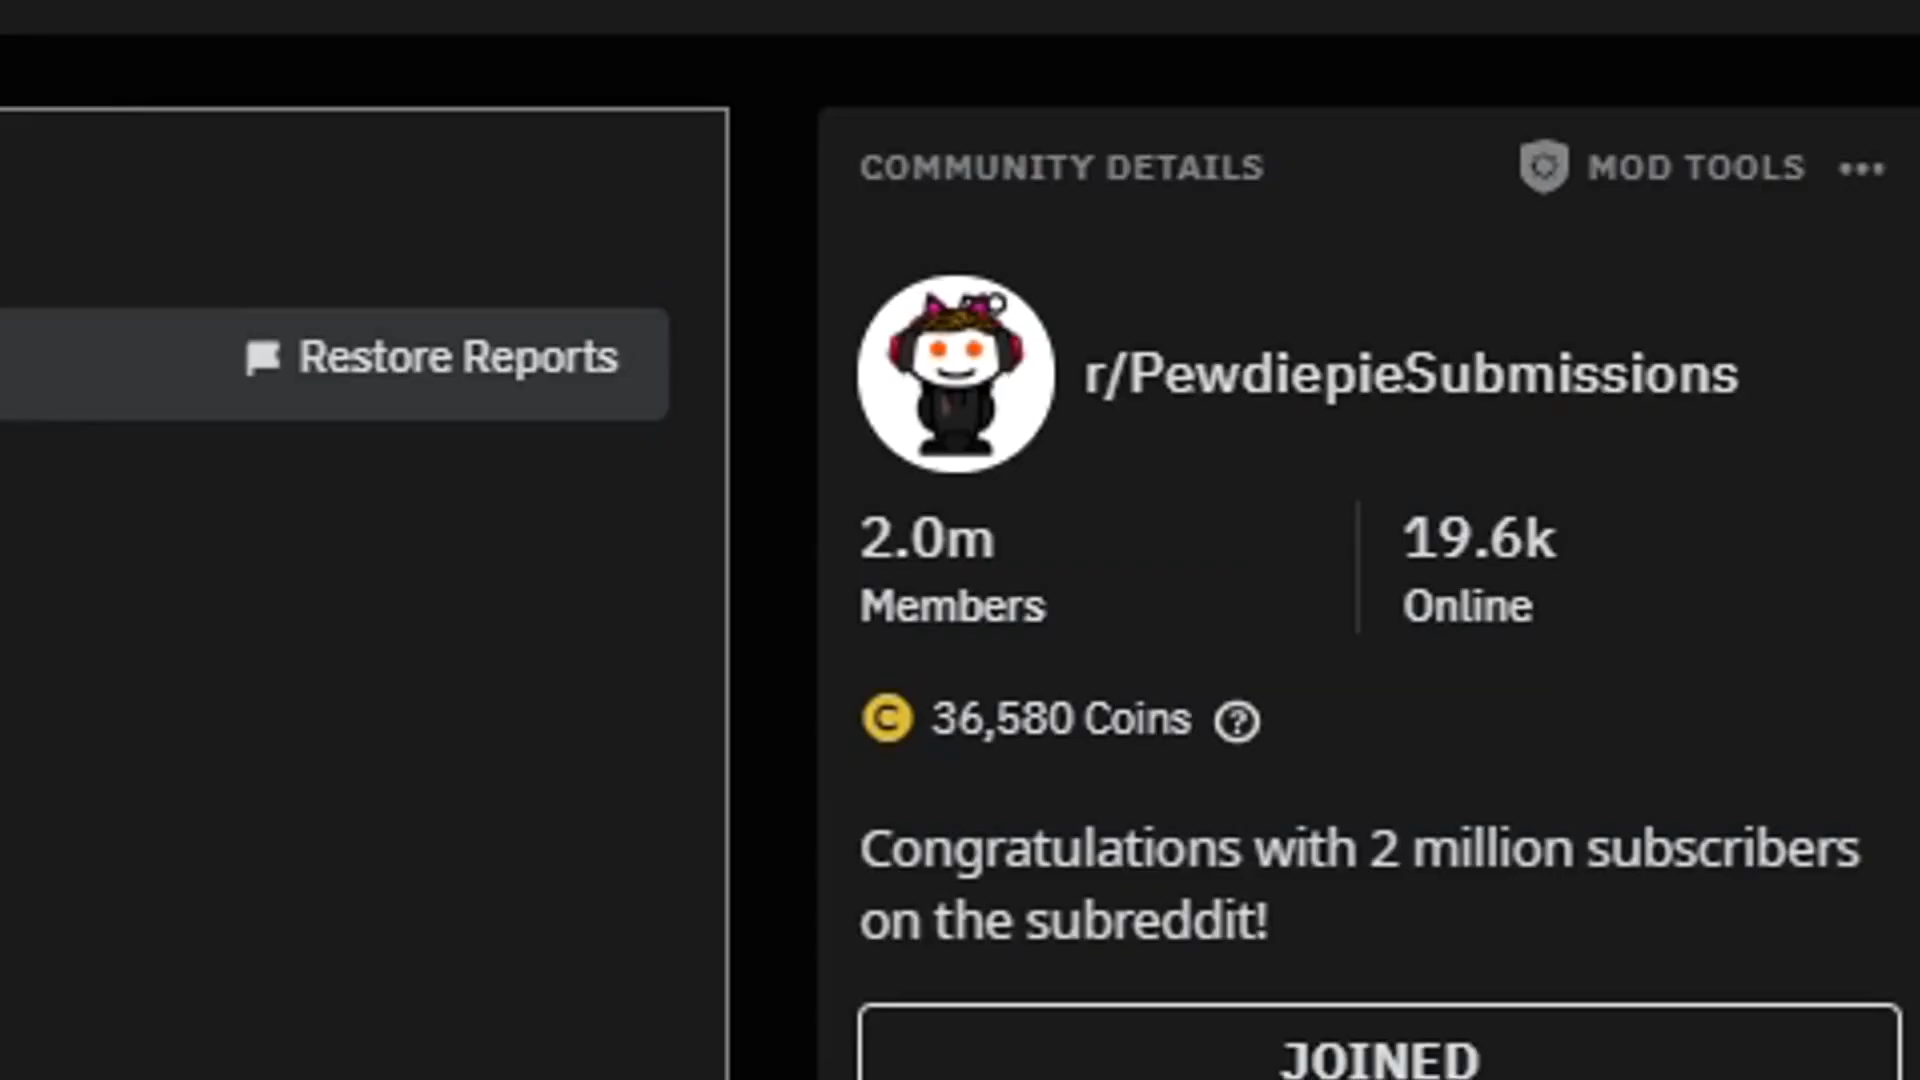 COMMUNITY DETAILS
MOD TOOLS
Restore Reports
r/PewdiepieSubmissions
2.0m
19.6k
Members
Online
C 36,580 Coins ?
Congratulations with 2 million subscribers
on the subreddit!
JOINED